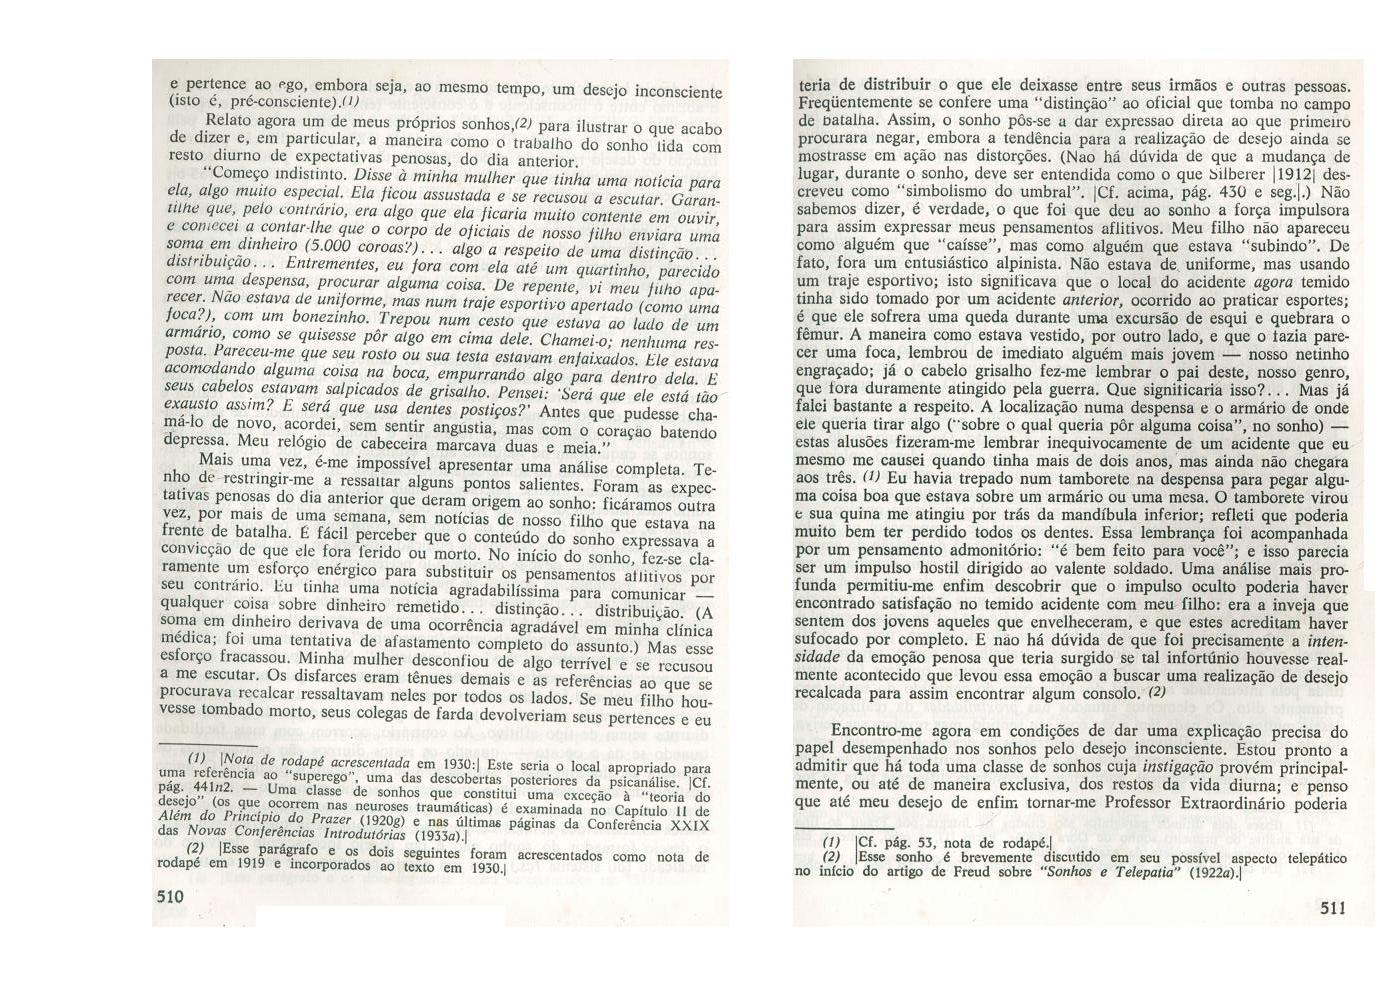 e pertence ao ego, embora seja, ao mesmo tempo, um desejo inconsciente
(isto é, pré-consciente).(1)
Relato agora um de meus próprios sonhos,(2) para ilustrar o que acabo
de dizer e, em particular, a maneira como o trabalho do sonho lida com
resto diurno de expectativas penosas, do dia anterior.
"Começo indistinto. Disse à minha mulher que tinha uma notícia para
ela, algo muito especial. Ela ficou assustada e se recusou a escutar. Garan-
tilhe que, pelo contrário, era algo que ela ficaria muito contente em ouvir,
e comecei a contar-lhe que o corpo de oficiais de nosso filho enviara uma
soma em dinheiro (5.000 coroas?)... algo a respeito de uma distinção...
distribuição... Entrementes, eu fora com ela até um quartinho, parecido
com uma despensa, procurar alguma coisa. De repente, vi meu filho apa-
recer. Não estava de uniforme, mas num traje esportivo apertado (como uma
foca?), com um bonezinho. Trepou num cesto que estava ao lado de um
armário, como se quisesse pôr algo em cima dele. Chamei-o; nenhuma res-
posta. Pareceu-me que seu rosto ou sua testa estavam enfaixados. Ele estava
acomodando alguma coisa na boca, empurrando algo para dentro dela. E
seus cabelos estavam salpicados de grisalho. Pensei: 'Será que ele está tão
exausto assim? E será que usa dentes postiços?' Antes que pudesse cha-
má-lo de novo, acordei, sem sentir angústia, mas com o coração batendo
depressa. Meu relógio de cabeceira marcava duas e meia."
Mais uma vez, é-me impossível apresentar uma análise completa. Te-
nho de restringir-me a ressaltar alguns pontos salientes. Foram as expec-
tativas penosas do dia anterior que deram origem ao sonho: ficáramos outra
vez, por mais de uma semana, sem notícias de nosso filho que estava na
frente de batalha. É fácil perceber que o conteúdo do sonho expressava a
convicção de que ele fora ferido ou morto. No início do sonho, fez-se cla-
ramente um esforço enérgico para substituir os pensamentos aflitivos por
seu contrário. Eu tinha uma notícia agradabilíssima para comunicar —
qualquer coisa sobre dinheiro remetido... distinção... distribuição. (A
soma em dinheiro derivava de uma ocorrência agradável em minha clínica
médica; foi uma tentativa de afastamento completo do assunto.) Mas esse
esforço fracassou. Minha mulher desconfiou de algo terrível e se recusou
a me escutar. Os disfarces eram tênues demais e as referências ao que se
procurava recalcar ressaltavam neles por todos os lados. Se meu filho hou-
vesse tombado morto, seus colegas de farda devolveriam seus pertences e eu
(1) |Nota de rodapé acrescentada em 1930:| Este seria o local apropriado para
uma referência ao "superego", uma das descobertas posteriores da psicanálise. |Cf.
pág. 441n2. — Uma classe de sonhos que constitui uma exceção à "teoria do
desejo" (os que ocorrem nas neuroses traumáticas) é examinada no Capítulo II de
Além do Princípio do Prazer (1920g) e nas últimas páginas da Conferência XXIX
das Novas Conferências Introdutórias (1933a).|
(2) |Esse parágrafo e os dois seguintes foram acrescentados como nota de
rodapé em 1919 e incorporados ao texto em 1930.|
510
teria de distribuir o que ele deixasse entre seus irmãos e outras pessoas.
Freqüentemente se confere uma "distinção" ao oficial que tomba no campo
de batalha. Assim, o sonho pôs-se a dar expressao direta ao que primeiro
procurara negar, embora a tendência para a realização de desejo ainda se
mostrasse em ação nas distorções. (Nao há dúvida de que a mudança de
lugar, durante o sonho, deve ser entendida como o que Silberer |1912| des-
creveu como "simbolismo do umbral". |Cf. acima, pág. 430 e seg.|.) Não
sabemos dizer, é verdade, o que foi que deu ao sonho a força impulsora
para assim expressar meus pensamentos aflitivos. Meu filho não apareceu
como alguém que "caísse", mas como alguém que estava "subindo". De
fato, fora um entusiástico alpinista. Não estava de uniforme, mas usando
um traje esportivo; isto significava que o local do acidente agora temido
tinha sido tomado por um acidente anterior, ocorrido ao praticar esportes;
é que ele sofrera uma queda durante uma excursão de esqui e quebrara o
fêmur. A maneira como estava vestido, por outro lado, e que o fazia pare-
cer uma foca, lembrou de imediato alguém mais jovem — nosso netinho
engraçado; já o cabelo grisalho fez-me lembrar o pai deste, nosso genro,
que fora duramente atingido pela guerra. Que significaria isso?... Mas já
falei bastante a respeito. A localização numa despensa e o armário de onde
ele queria tirar algo ("sobre o qual queria pôr alguma coisa", no sonho) —
estas alusões fizeram-me lembrar inequivocamente de um acidente que eu
mesmo me causei quando tinha mais de dois anos, mas ainda não chegara
aos três. (1) Eu havia trepado num tamborete na despensa para pegar algu-
ma coisa boa que estava sobre um armário ou uma mesa. O tamborete virou
e sua quina me atingiu por trás da mandíbula inferior; refleti que poderia
muito bem ter perdido todos os dentes. Essa lembrança foi acompanhada
por um pensamento admonitório: "é bem feito para você"; e isso parecia
ser um impulso hostil dirigido ao valente soldado. Uma análise mais pro-
funda permitiu-me enfim descobrir que o impulso oculto poderia haver
encontrado satisfação no temido acidente com meu filho: era a inveja que
sentem dos jovens aqueles que envelheceram, e que estes acreditam haver
sufocado por completo. E nao há dúvida de que foi precisamente a inten-
sidade da emoção penosa que teria surgido se tal infortúnio houvesse real-
mente acontecido que levou essa emoção a buscar uma realização de desejo
recalcada para assim encontrar algum consolo. (2)
Encontro-me agora em condições de dar uma explicação precisa do
papel desempenhado nos sonhos pelo desejo inconsciente. Estou pronto a
admitir que há toda uma classe de sonhos cuja instigação provém principal-
mente, ou até de maneira exclusiva, dos restos da vida diurna; e penso
que até meu desejo de enfim tornar-me Professor Extraordinário poderia
(1) |Cf. pág. 53, nota de rodapé.|
(2) |Esse sonho é brevemente discutido em seu possível aspecto telepático
no início do artigo de Freud sobre "Sonhos e Telepatia" (1922a).|
511